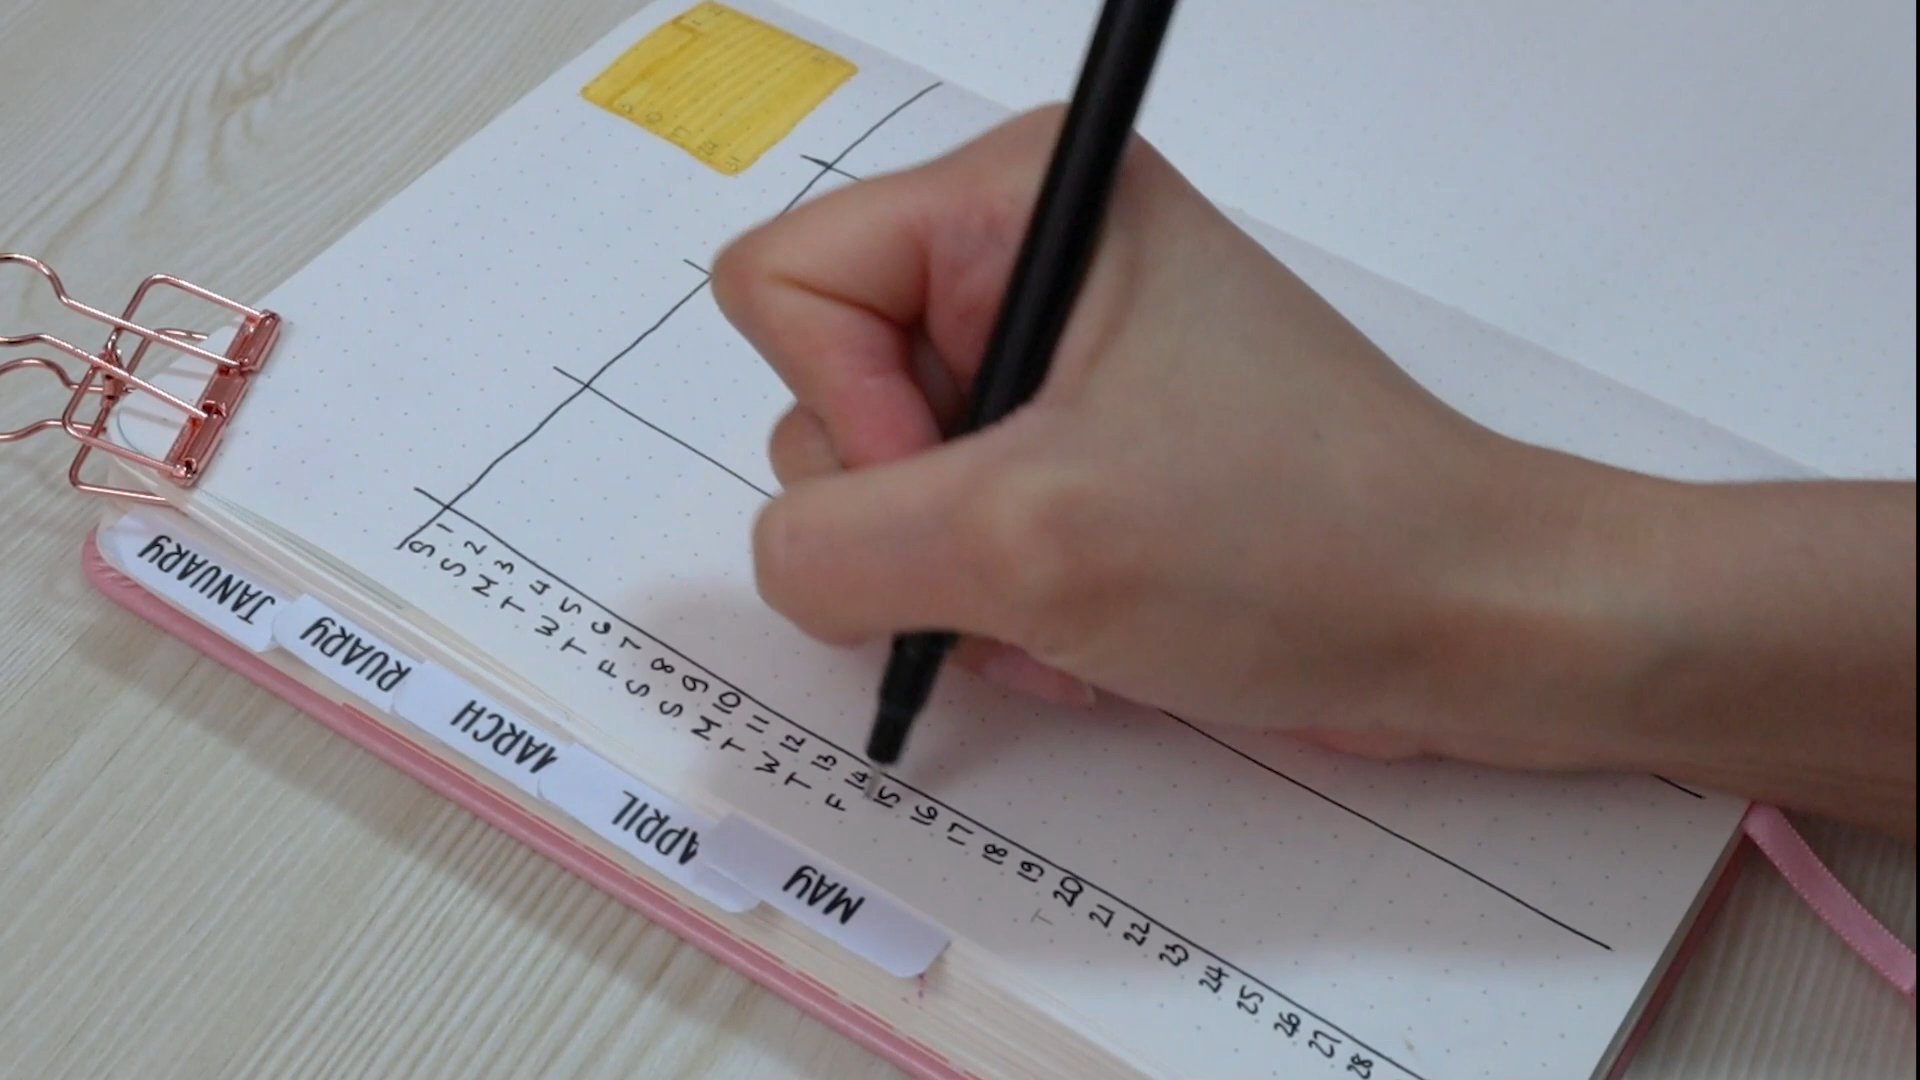 1 2 3 4 5 6 7 8 9 10 11 12 13 14 15 16 17 18 19 20 21 22 23 24 25 26 27 28
S S M T W T F S S M T W T F T
JANUARY
RUARY
MARCH
APRIL
MAY